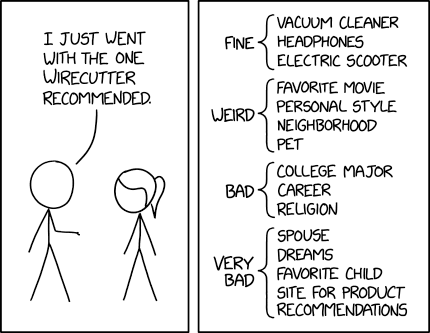 I JUST WENT
WITH THE ONE
WIRECUTTER
RECOMMENDED.
FINE
VACUUM CLEANER
HEADPHONES
ELECTRIC SCOOTER
WEIRD
FAVORITE MOVIE
PERSONAL STYLE
NEIGHBORHOOD
PET
BAD
COLLEGE MAJOR
CAREER
RELIGION
VERY
BAD
SPOUSE
DREAMS
FAVORITE CHILD
SITE FOR PRODUCT
RECOMMENDATIONS